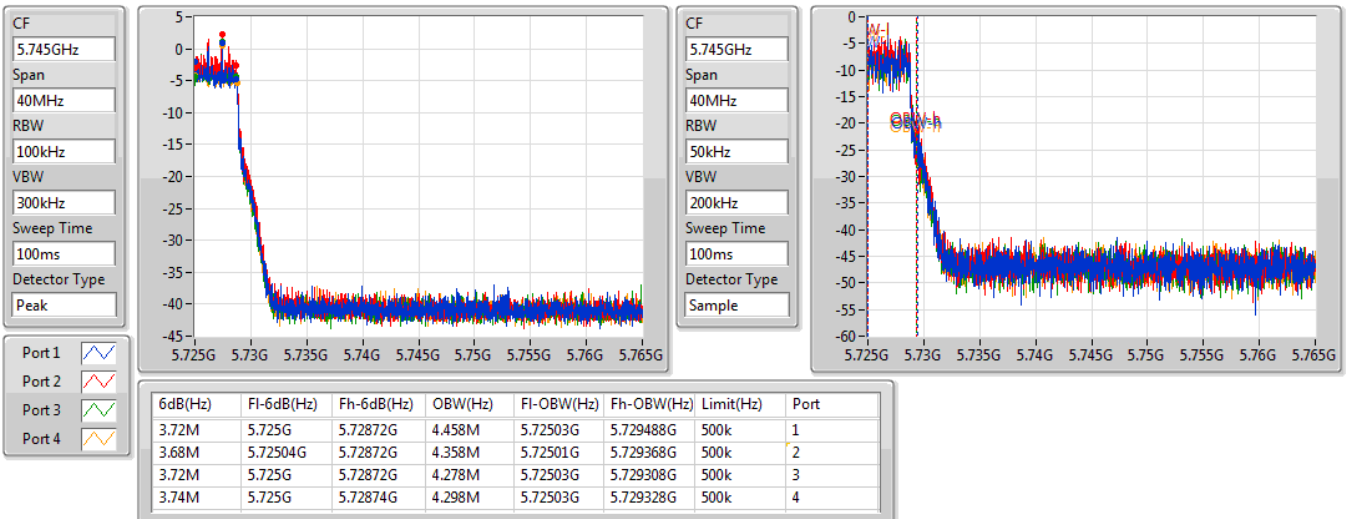 CF
5.745GHz
Span
40MHz
RBW
100kHz
VBW
300kHz
Sweep Time
100ms
Detector Type
Peak
5
0
-5
-10
-15
-20
-25
-30
-35
-40
-45
5.725G 5.73G 5.735G 5.74G 5.745G 5.75G 5.755G 5.76G 5.765G
CF
5.745GHz
Span
40MHz
RBW
50kHz
VBW
200kHz
Sweep Time
100ms
Detector Type
Sample
0
-5
-10
-15
-20
-25
-30
-35
-40
-45
-50
-55
-60
OBW-h
5.725G 5.73G 5.735G 5.74G 5.745G 5.75G 5.755G 5.76G 5.765G
Port 1
Port 2
Port 3
Port 4
6dB(Hz) Fl-6dB(Hz) Fh-6dB(Hz) OBW(Hz) Fl-OBW(Hz) Fh-OBW(Hz) Limit(Hz) Port
3.72M 5.725G 5.72872G 4.458M 5.72503G 5.729488G 500k 1
3.68M 5.72504G 5.72872G 4.358M 5.72501G 5.729368G 500k 2
3.72M 5.725G 5.72872G 4.278M 5.72503G 5.729308G 500k 3
3.74M 5.725G 5.72874G 4.298M 5.72503G 5.729328G 500k 4